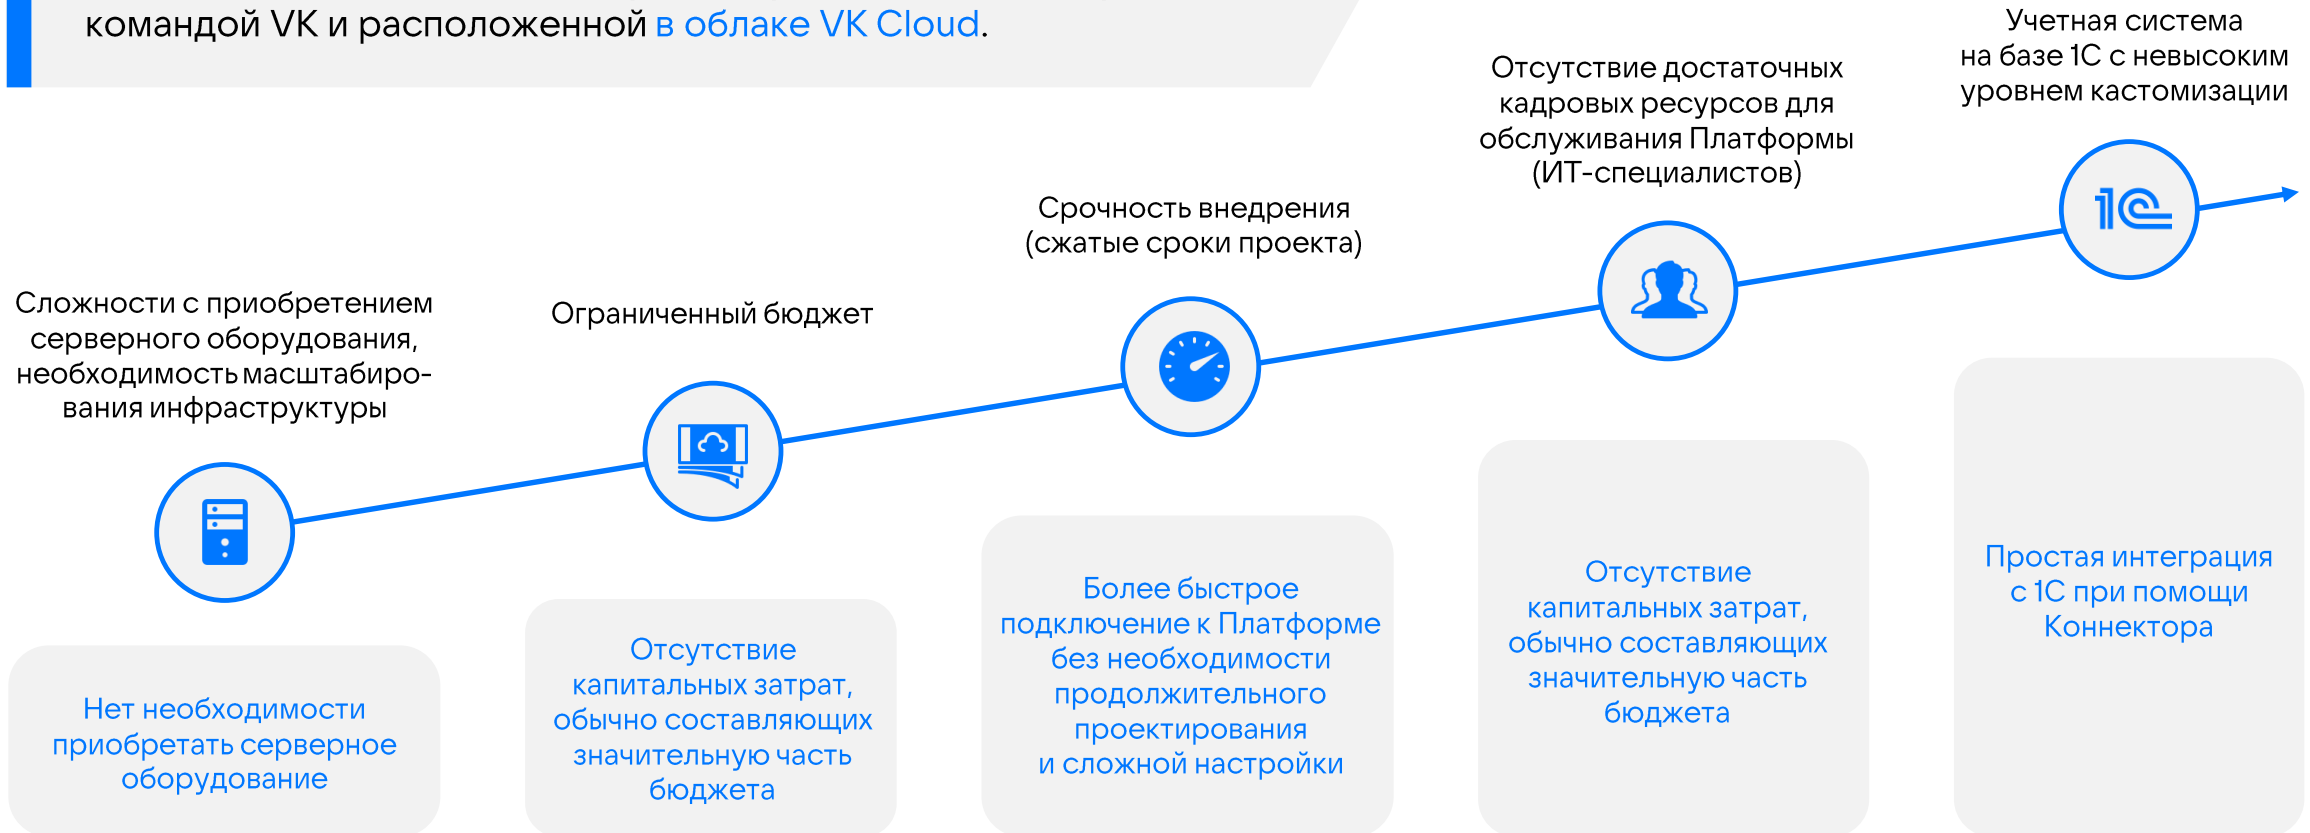 командой VK и расположенной в облаке VK Cloud.
Сложности с приобретением
серверного оборудования,
необходимость масштабиро-
вания инфраструктуры
Нет необходимости
приобретать серверное
оборудование
Ограниченный бюджет
Отсутствие
капитальных затрат,
обычно составляющих
значительную часть
бюджета
Срочность внедрения
(сжатые сроки проекта)
Более быстрое
подключение к Платформе
без необходимости
продолжительного
проектирования
и сложной настройки
Отсутствие достаточных
кадровых ресурсов для
обслуживания Платформы
(ИТ-специалистов)
Отсутствие
капитальных затрат,
обычно составляющих
значительную часть
бюджета
Учетная система
на базе 1С с невысоким
уровнем кастомизации
1С
Простая интеграция
с 1С при помощи
Коннектора